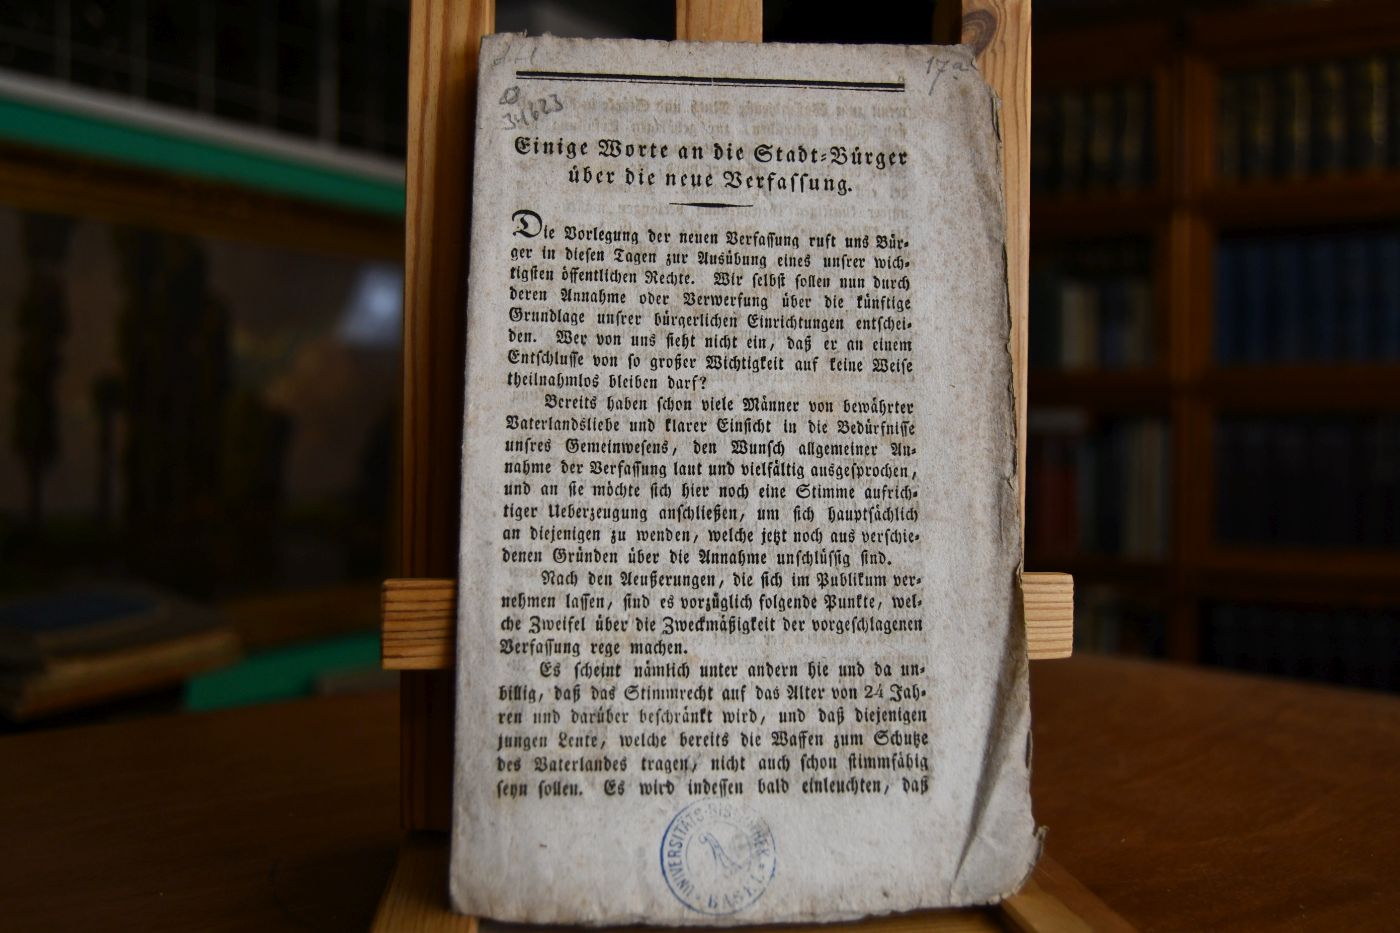 17a
34623
Einige Worte an die Stadt-Bürger
über die neue Verfassung.
Die Vorlegung der neuen Verfassung ruft uns Bür-
ger in diesen Tagen zur Ausübung eines unsrer wich-
tigsten öffentlichen Rechte. Wir selbst sollen nun durch
deren Annahme oder Verwerfung über die künftige
Grundlage unsrer bürgerlichen Einrichtungen entschei-
den. Wer von uns sieht nicht ein, daß er an einem
Entschlusse von so großer Wichtigkeit auf keine Weise
theilnahmlos bleiben darf?
Bereits haben schon viele Männer von bewährter
Vaterlandsliebe und klarer Einsicht in die Bedürfnisse
unsres Gemeinwesens, den Wunsch allgemeiner An-
nahme der Verfassung laut und vielfältig ausgesprochen,
und an sie möchte sich hier noch eine Stimme aufrich-
tiger Ueberzeugung anschließen, um sich hauptsächlich
an diejenigen zu wenden, welche jetzt noch aus verschie-
denen Gründen über die Annahme unschlüssig sind.
Nach den Aeußerungen, die sich im Publikum ver-
nehmen lassen, sind es vorzüglich folgende Punkte, wel-
che Zweifel über die Zweckmäßigkeit der vorgeschlagenen
Verfassung rege machen.
Es scheint nämlich unter andern hie und da un-
billig, daß das Stimmrecht auf das Alter von 24 Jah-
ren und darüber beschränkt wird, und daß diejenigen
jungen Leute, welche bereits die Waffen zum Schutze
des Vaterlandes tragen, nicht auch schon stimmfähig
seyn sollen. Es wird indessen bald einleuchten, daß
UNIVERSITÄTS-BIBLIOTHEK
BASEL